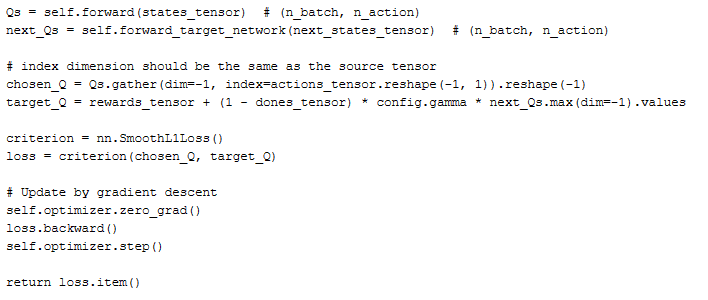 Qs = self.forward(states_tensor)  # (n_batch, n_action)
next_Qs = self.forward_target_network(next_states_tensor)  # (n_batch, n_action)

# index dimension should be the same as the source tensor
chosen_Q = Qs.gather(dim=-1, index=actions_tensor.reshape(-1, 1)).reshape(-1)
target_Q = rewards_tensor + (1 - dones_tensor) * config.gamma * next_Qs.max(dim=-1).values

criterion = nn.SmoothL1Loss()
loss = criterion(chosen_Q, target_Q)

# Update by gradient descent
self.optimizer.zero_grad()
loss.backward()
self.optimizer.step()

return loss.item()